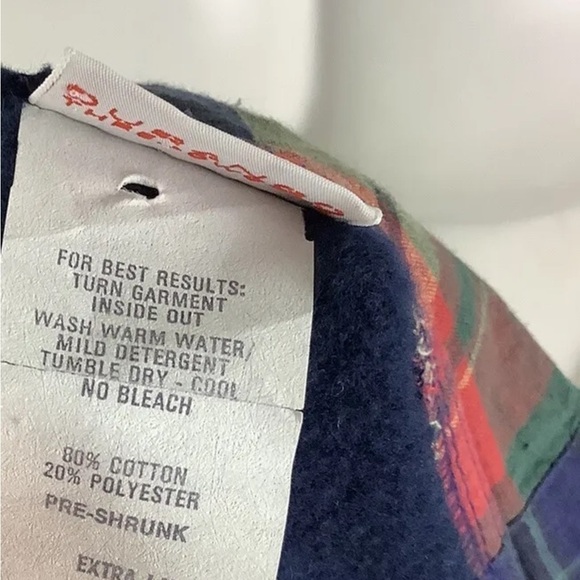 FOR BEST RESULTS:
TURN GARMENT
INSIDE OUT
WASH WARM WATER/
MILD DETERGENT
TUMBLE DRY - COOL
NO BLEACH
80% COTTON
20% POLYESTER
PRE-SHRUNK
EXTRA